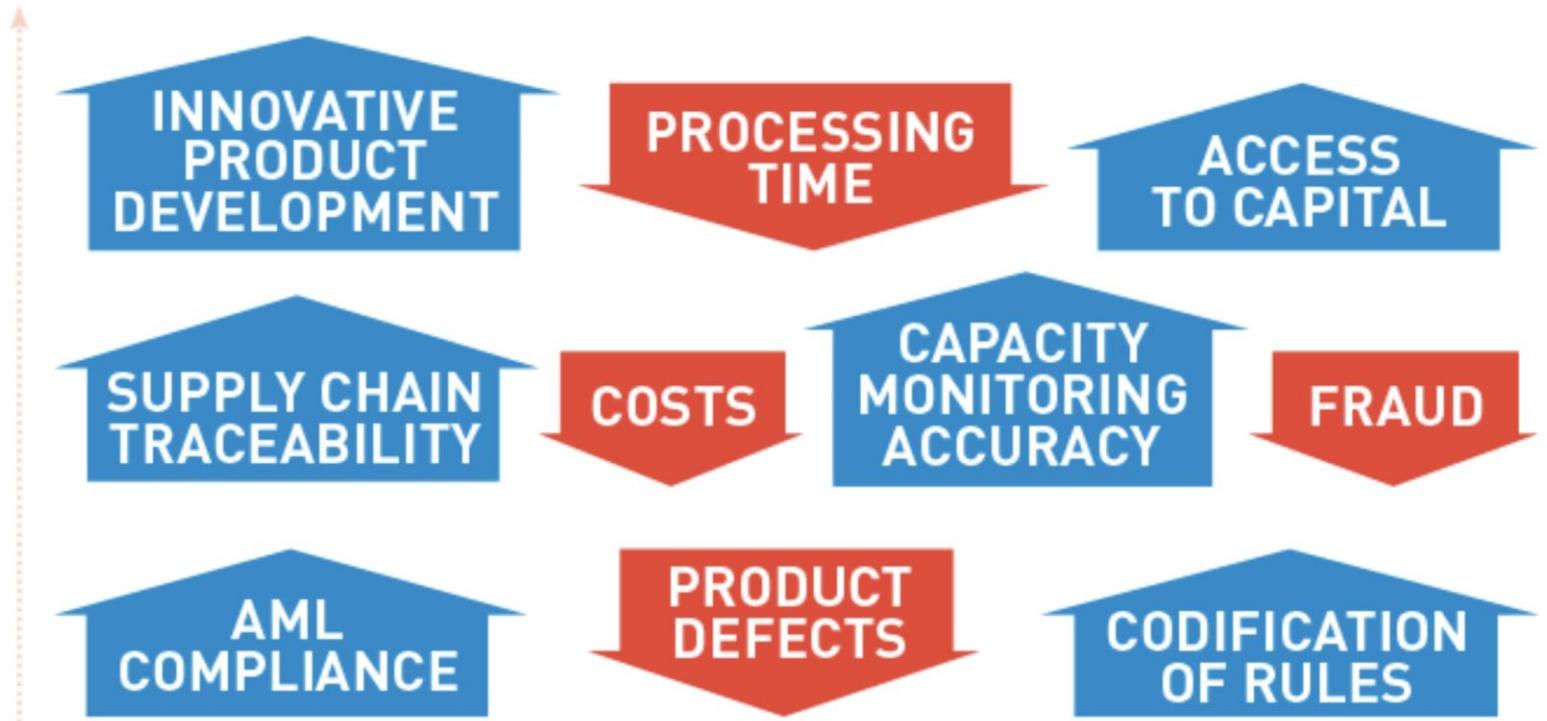 INNOVATIVE
PRODUCT
DEVELOPMENT
PROCESSING
TIME
ACCESS
TO CAPITAL
SUPPLY CHAIN
TRACEABILITY
COSTS
CAPACITY
MONITORING
ACCURACY
FRAUD
AML
COMPLIANCE
PRODUCT
DEFECTS
CODIFICATION
OF RULES